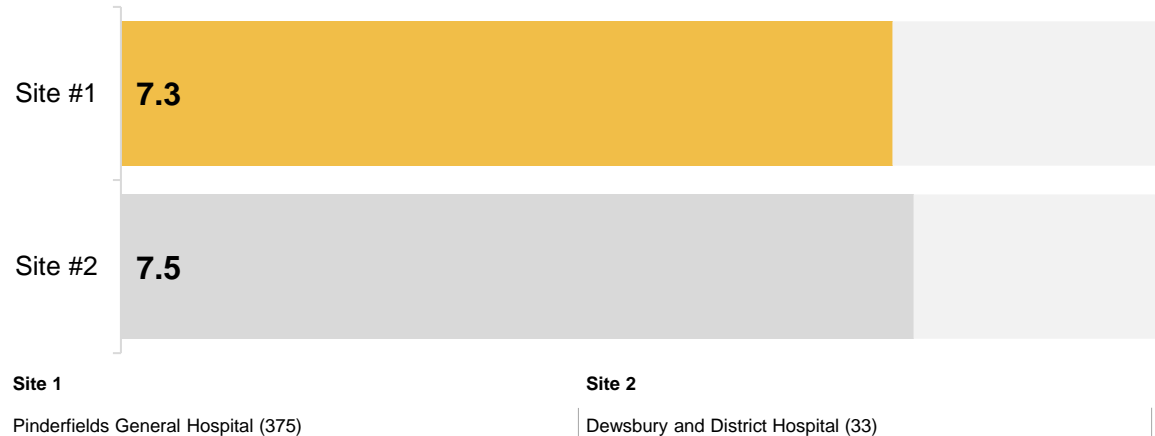 Site #1 7.3
Site #2 7.5
Site 1 Site 2
Pinderfields General Hospital (375) Dewsbury and District Hospital (33)